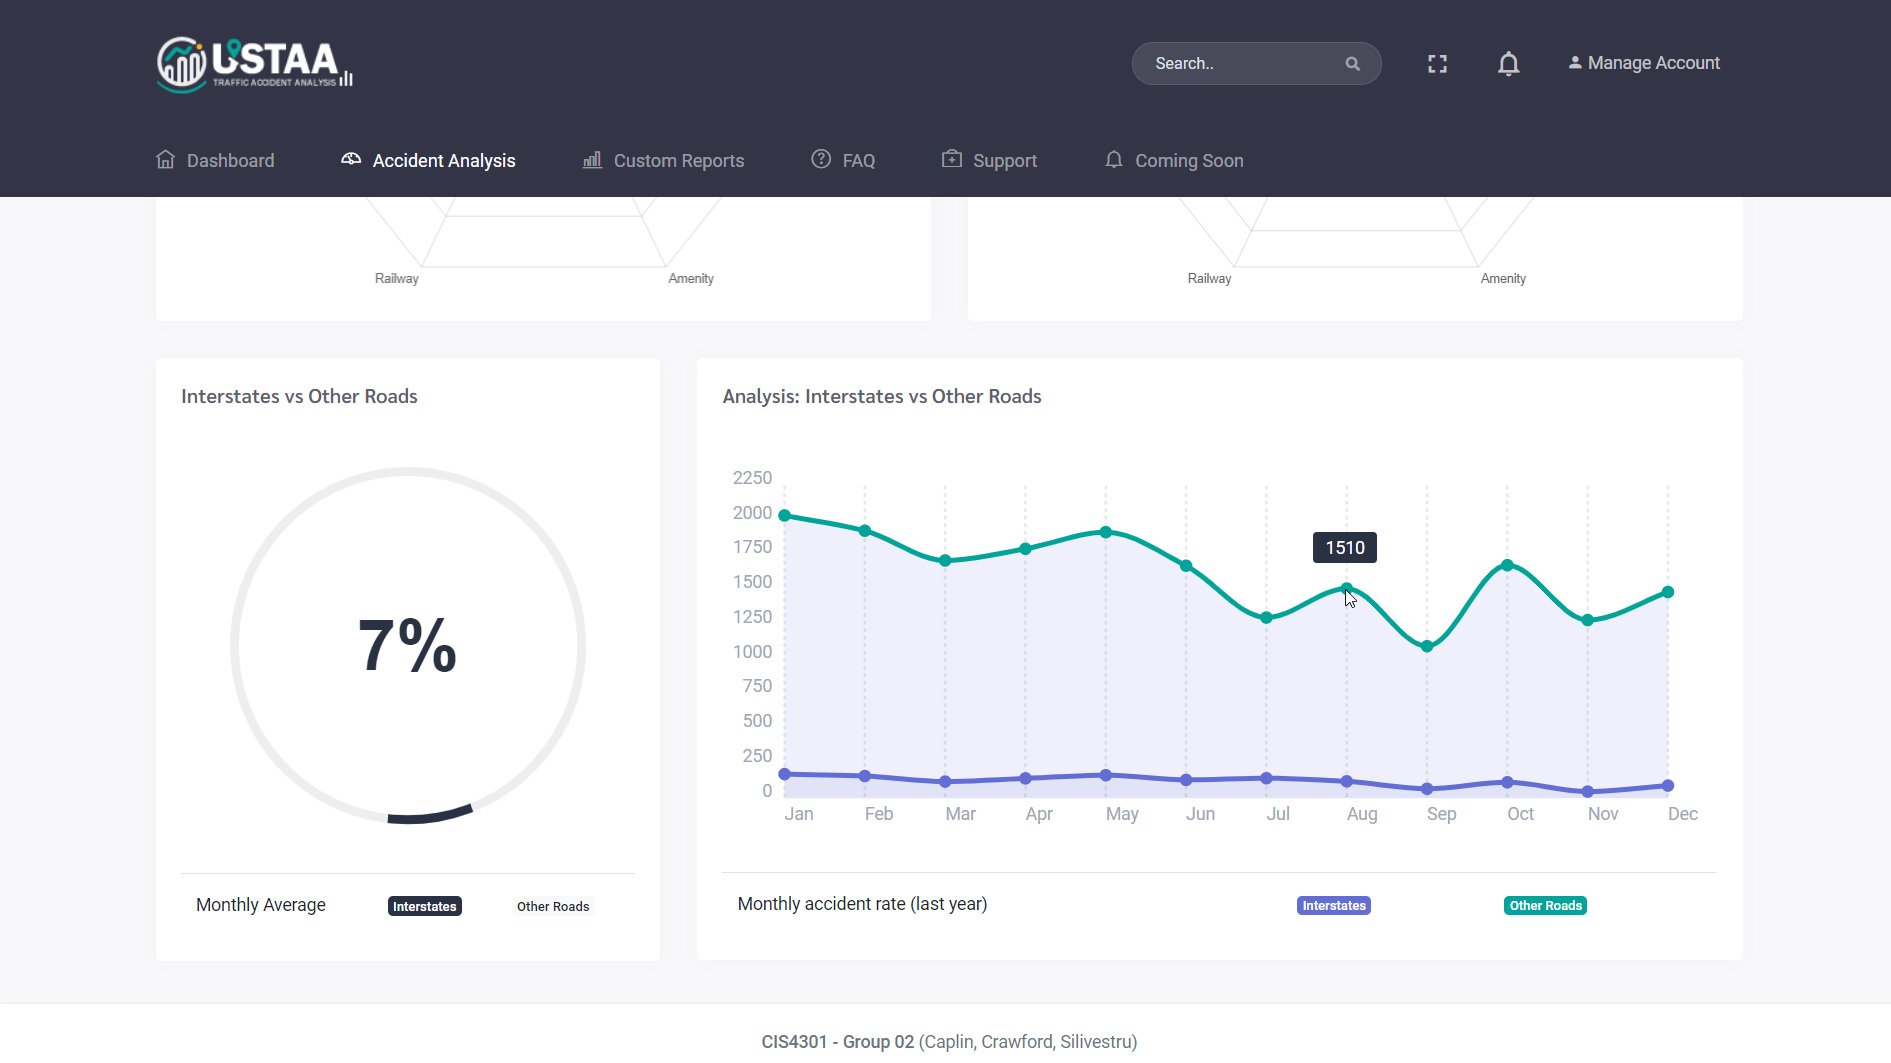 USTAA
TRAFFIC ACCIDENT ANALYSIS
Search..
Manage Account
Dashboard
Accident Analysis
Custom Reports
FAQ
Support
Coming Soon
Railway
Amenity
Railway
Amenity
Interstates vs Other Roads
7%
Monthly Average
Interstates
Other Roads
Analysis: Interstates vs Other Roads
2250
2000
1750
1500
1250
1000
750
500
250
0
1510
Jan
Feb
Mar
Apr
May
Jun
Jul
Aug
Sep
Oct
Nov
Dec
Monthly accident rate (last year)
Interstates
Other Roads
CIS4301 - Group 02 (Caplin, Crawford, Silivestru)